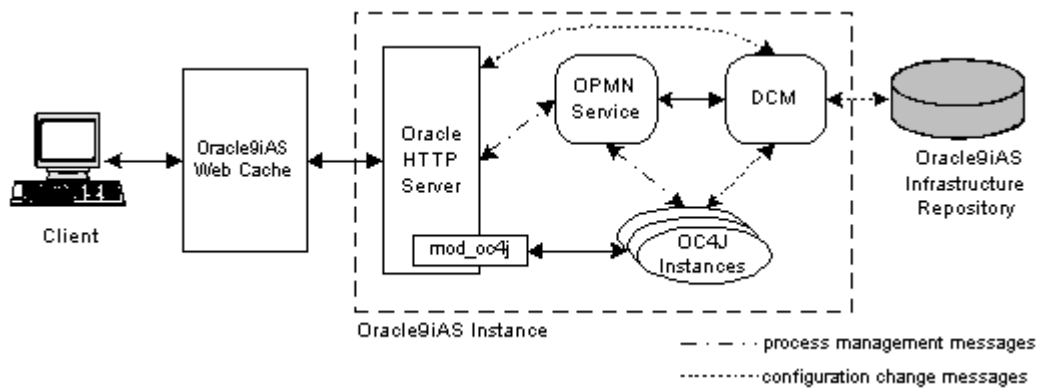 Client
Oracle9iAS
Web Cache
Oracle
HTTP
Server
mod_oc4j
OPMN
Service
DCM
OC4J
Instances
Oracle9iAS Instance
Oracle9iAS
Infrastructure
Repository
process management messages
configuration change messages